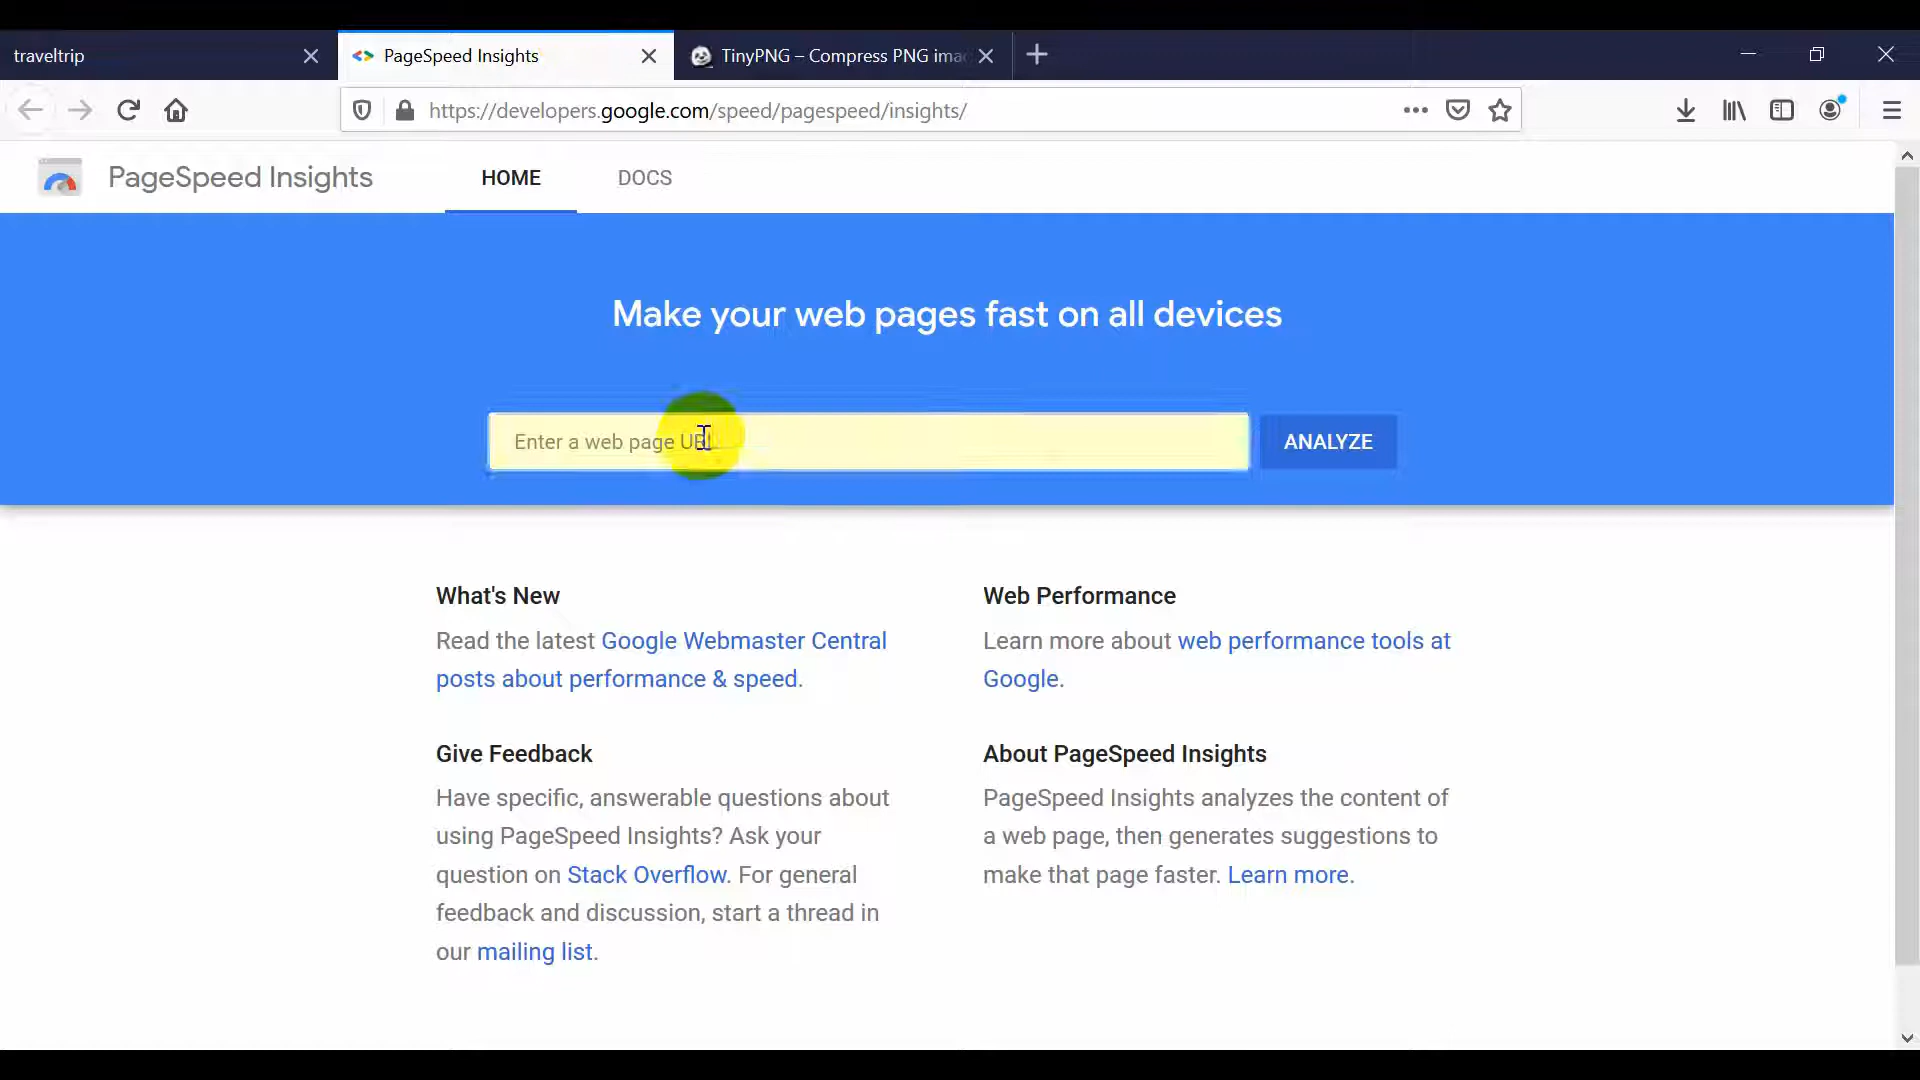 traveltrip
PageSpeed Insights
TinyPNG – Compress PNG ima
https://developers.google.com/speed/pagespeed/insights/
PageSpeed Insights
HOME
DOCS
Make your web pages fast on all devices
Enter a web page URL
ANALYZE
What's New
Read the latest Google Webmaster Central
posts about performance & speed.
Web Performance
Learn more about web performance tools at
Google.
Give Feedback
Have specific, answerable questions about
using PageSpeed Insights? Ask your
question on Stack Overflow. For general
feedback and discussion, start a thread in
our mailing list.
About PageSpeed Insights
PageSpeed Insights analyzes the content of
a web page, then generates suggestions to
make that page faster. Learn more.